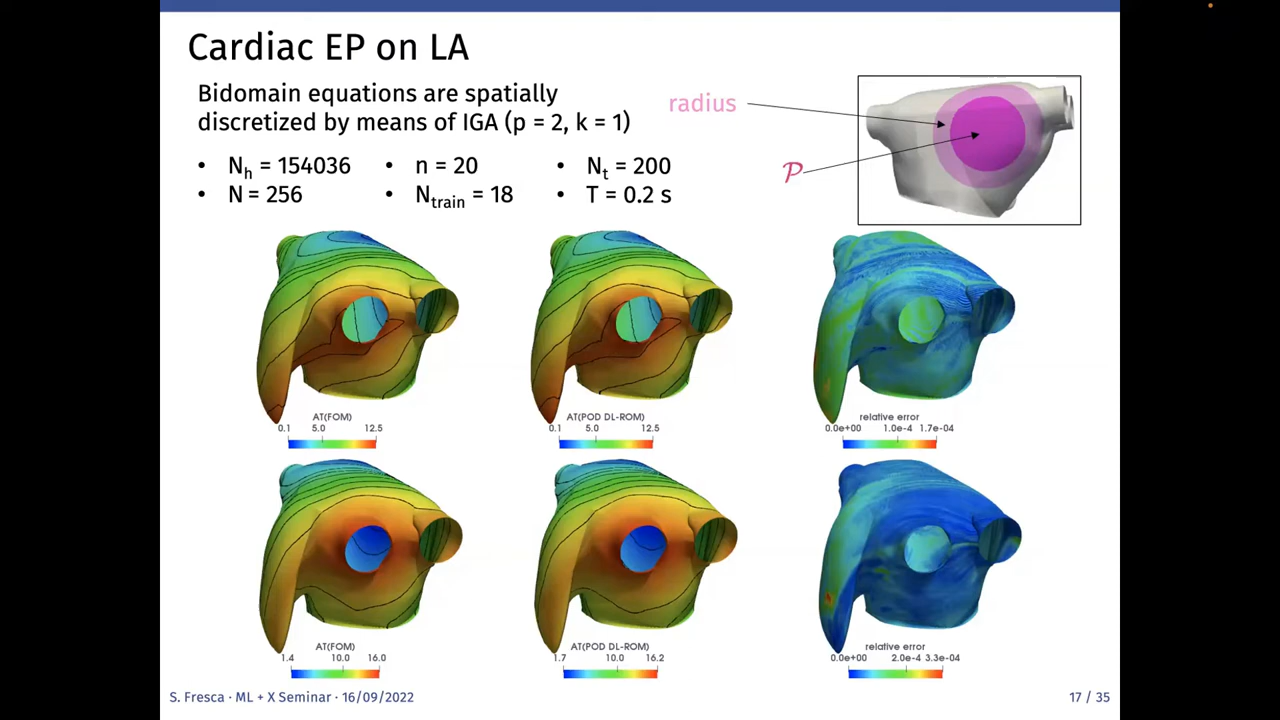 Cardiac EP on LA
Bidomain equations are spatially
discretized by means of IGA (p = 2, k = 1)
radius
𝒫
• N_h = 154036 • n = 20 • N_t = 200
• N = 256 • N_train = 18 • T = 0.2 s
AT(FOM)
0.1 5.0 12.5
AT(POD DL-ROM)
0.1 5.0 12.5
relative error
0.0e+00 1.0e-4 1.7e-04
AT(FOM)
1.4 10.0 16.0
AT(POD DL-ROM)
1.7 10.0 16.2
relative error
0.0e+00 2.0e-4 3.3e-04
S. Fresca · ML + X Seminar · 16/09/2022
17 / 35